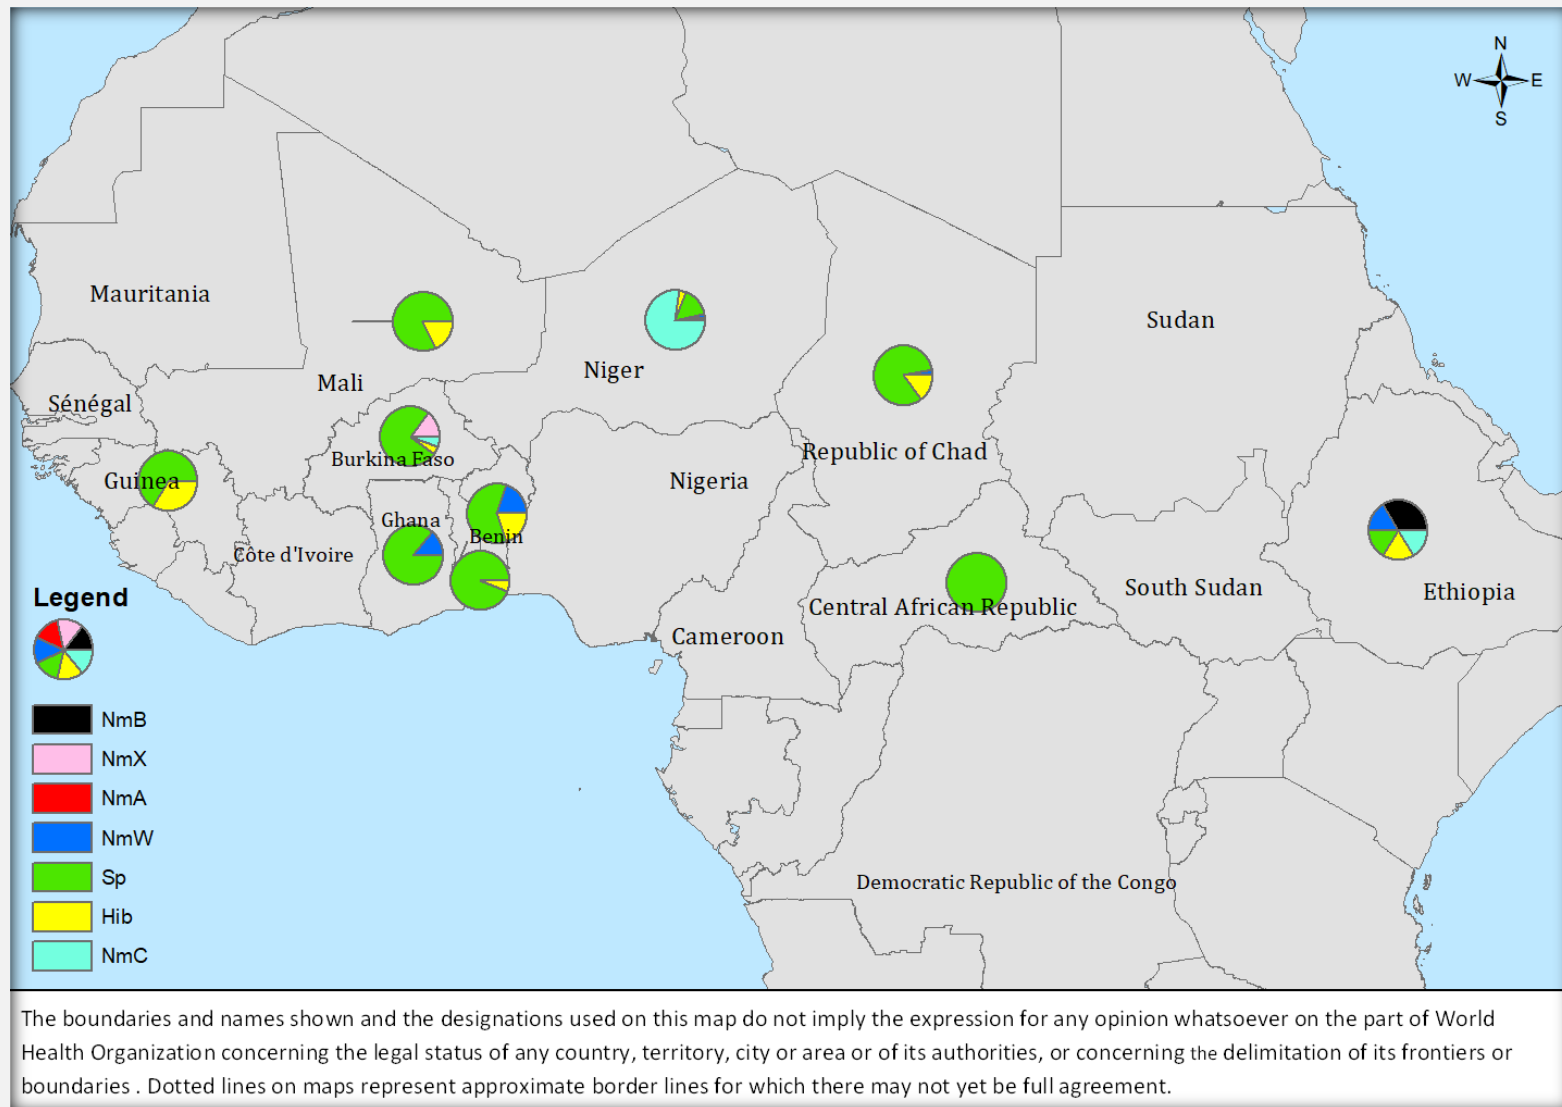 N
W E
S
Mauritania
Sudan
Niger
Mali
Sénégal
Republic of Chad
Burkina Faso
Guinea
Nigeria
Ghana
Benin
Côte d'Ivoire
South Sudan
Ethiopia
Central African Republic
Cameroon
Democratic Republic of the Congo
Legend
NmB
NmX
NmA
NmW
Sp
Hib
NmC
The boundaries and names shown and the designations used on this map do not imply the expression for any opinion whatsoever on the part of World
Health Organization concerning the legal status of any country, territory, city or area or of its authorities, or concerning the delimitation of its frontiers or
boundaries . Dotted lines on maps represent approximate border lines for which there may not yet be full agreement.